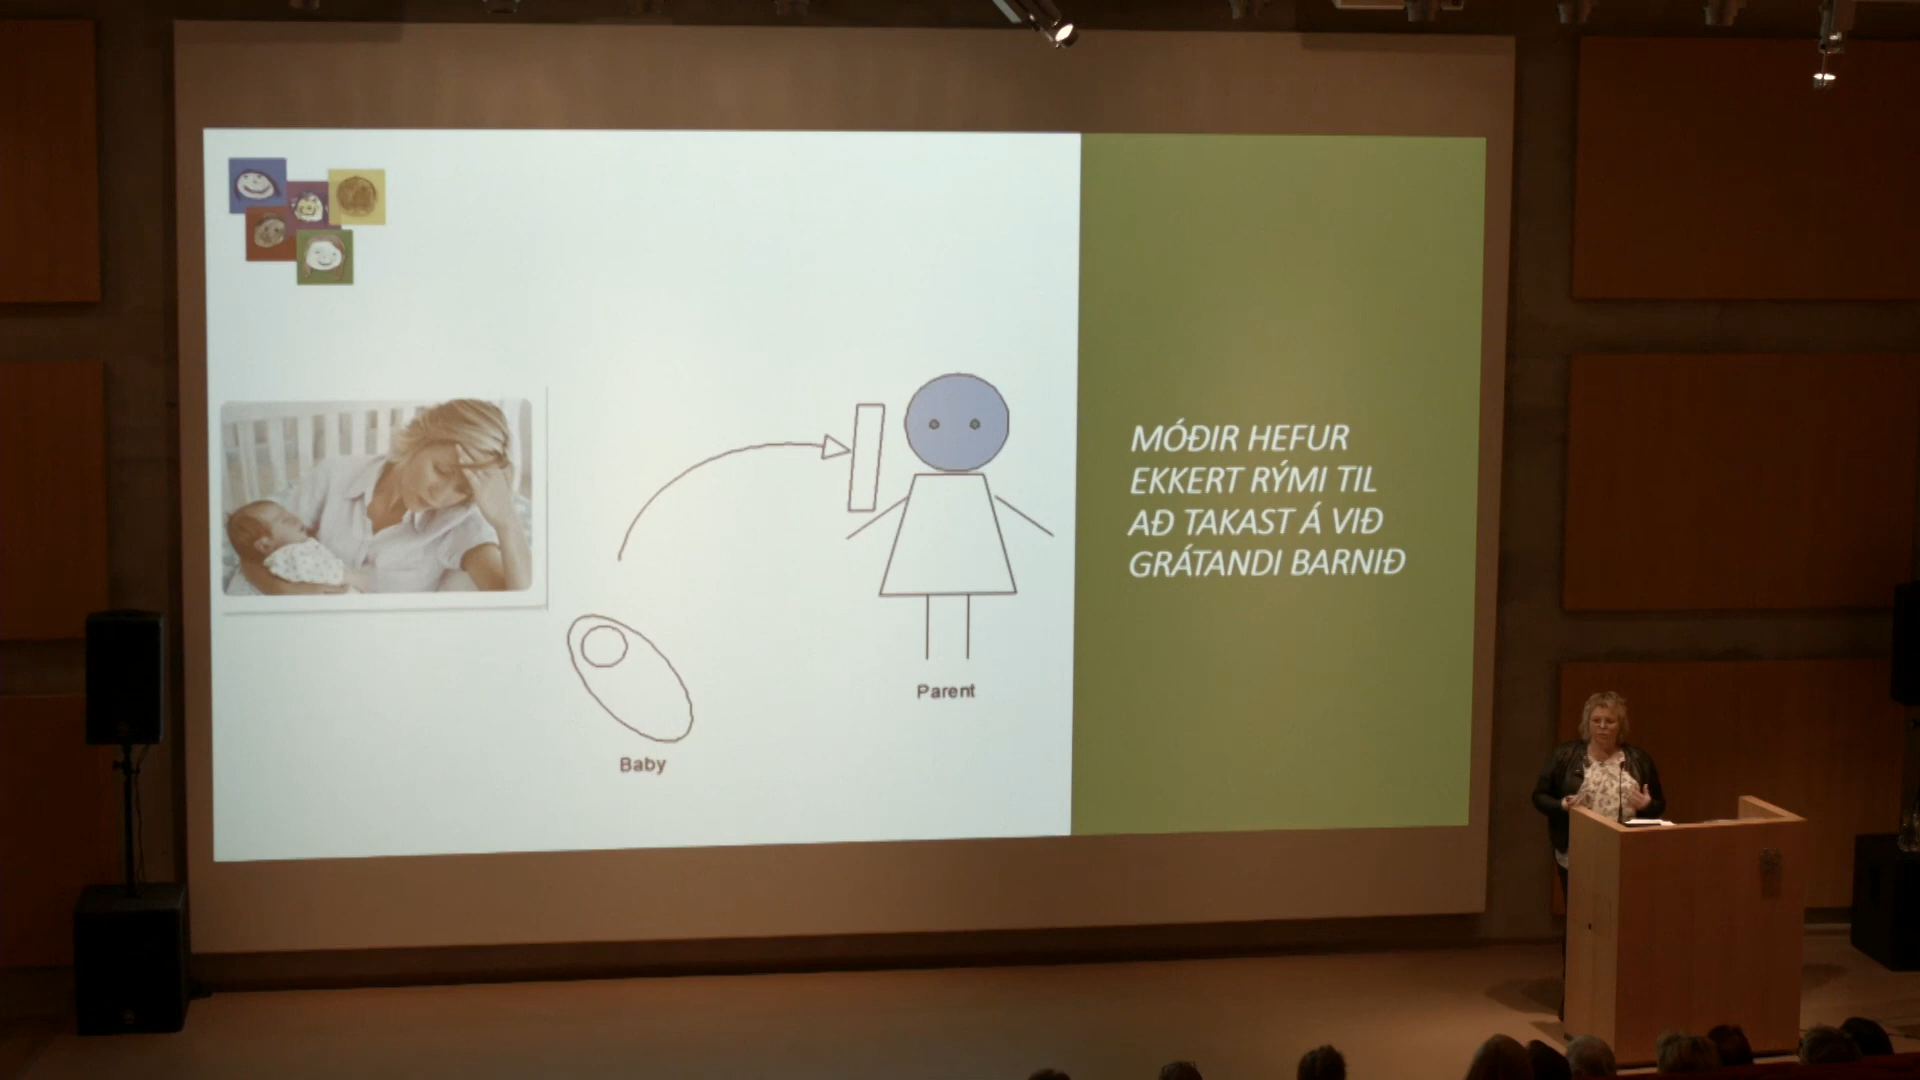 MÓÐIR HEFUR
EKKERT RÝMI TIL
AÐ TAKAST Á VIÐ
GRÁTANDI BARNIÐ
Parent
Baby